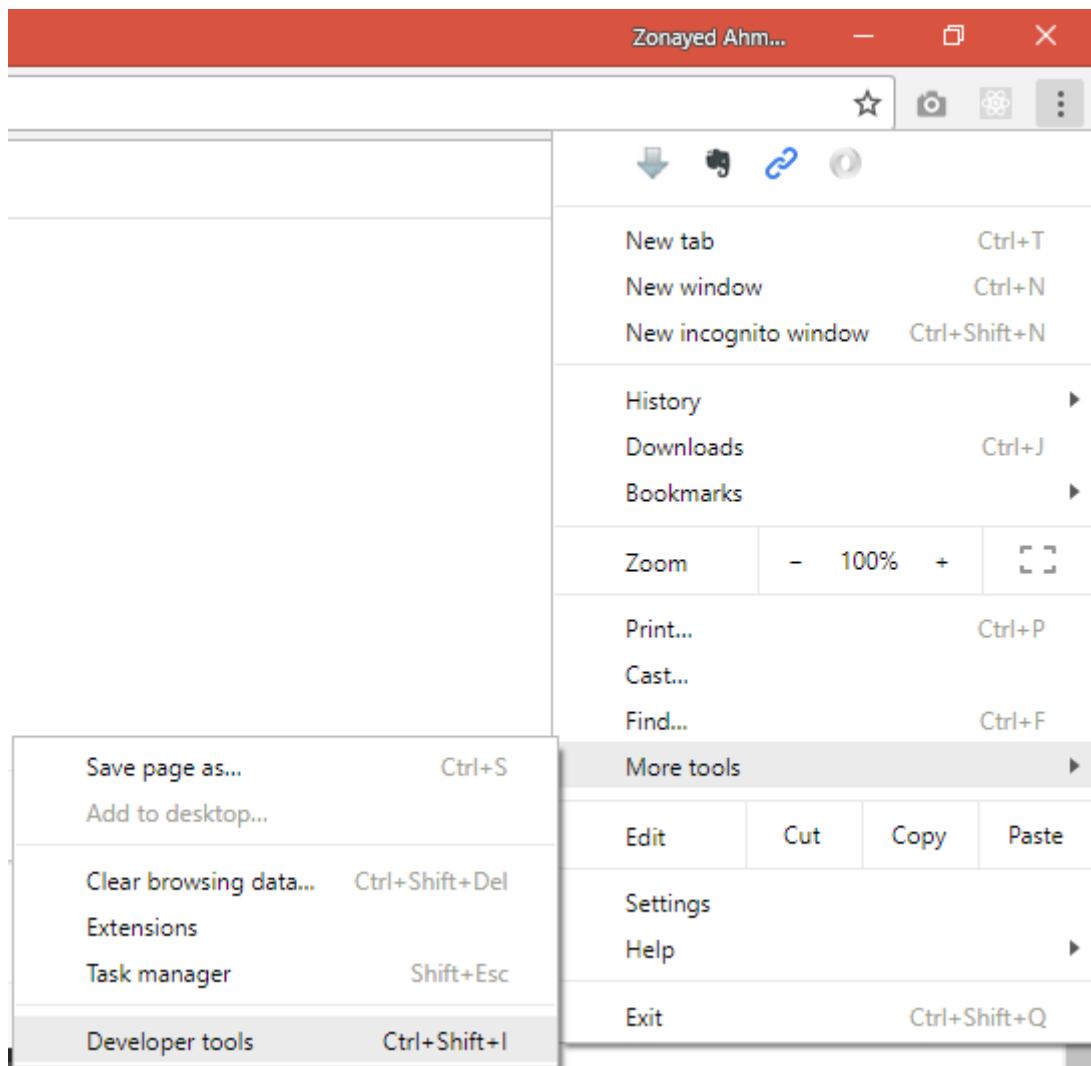 Zonayed Ahm...
New tab Ctrl+T
New window Ctrl+N
New incognito window Ctrl+Shift+N
History
Downloads Ctrl+J
Bookmarks
Zoom - 100% +
Print... Ctrl+P
Cast...
Find... Ctrl+F
More tools
Edit Cut Copy Paste
Settings
Help
Exit Ctrl+Shift+Q
Save page as... Ctrl+S
Add to desktop...
Clear browsing data... Ctrl+Shift+Del
Extensions
Task manager Shift+Esc
Developer tools Ctrl+Shift+I